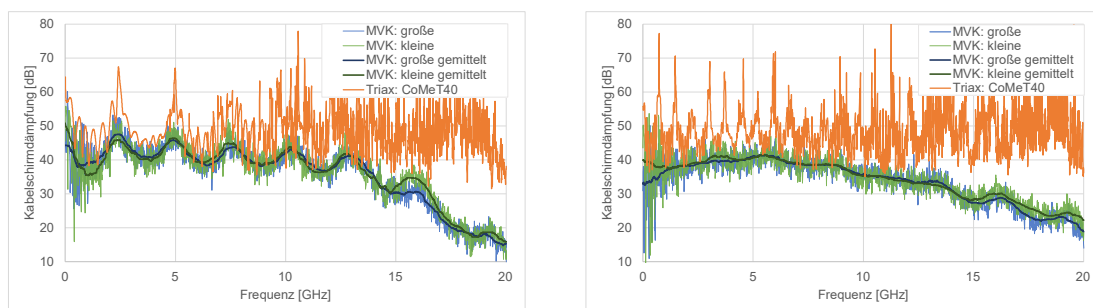 80
70
60
50
40
30
20
10
Kabelschirmdämpfung [dB]
0
5
10
15
20
Frequenz [GHz]
MVK: große
MVK: kleine
MVK: große gemittelt
MVK: kleine gemittelt
Triax: CoMeT40
80
70
60
50
40
30
20
10
Kabelschirmdämpfung [dB]
0
5
10
15
20
Frequenz [GHz]
MVK: große
MVK: kleine
MVK: große gemittelt
MVK: kleine gemittelt
Triax: CoMeT40